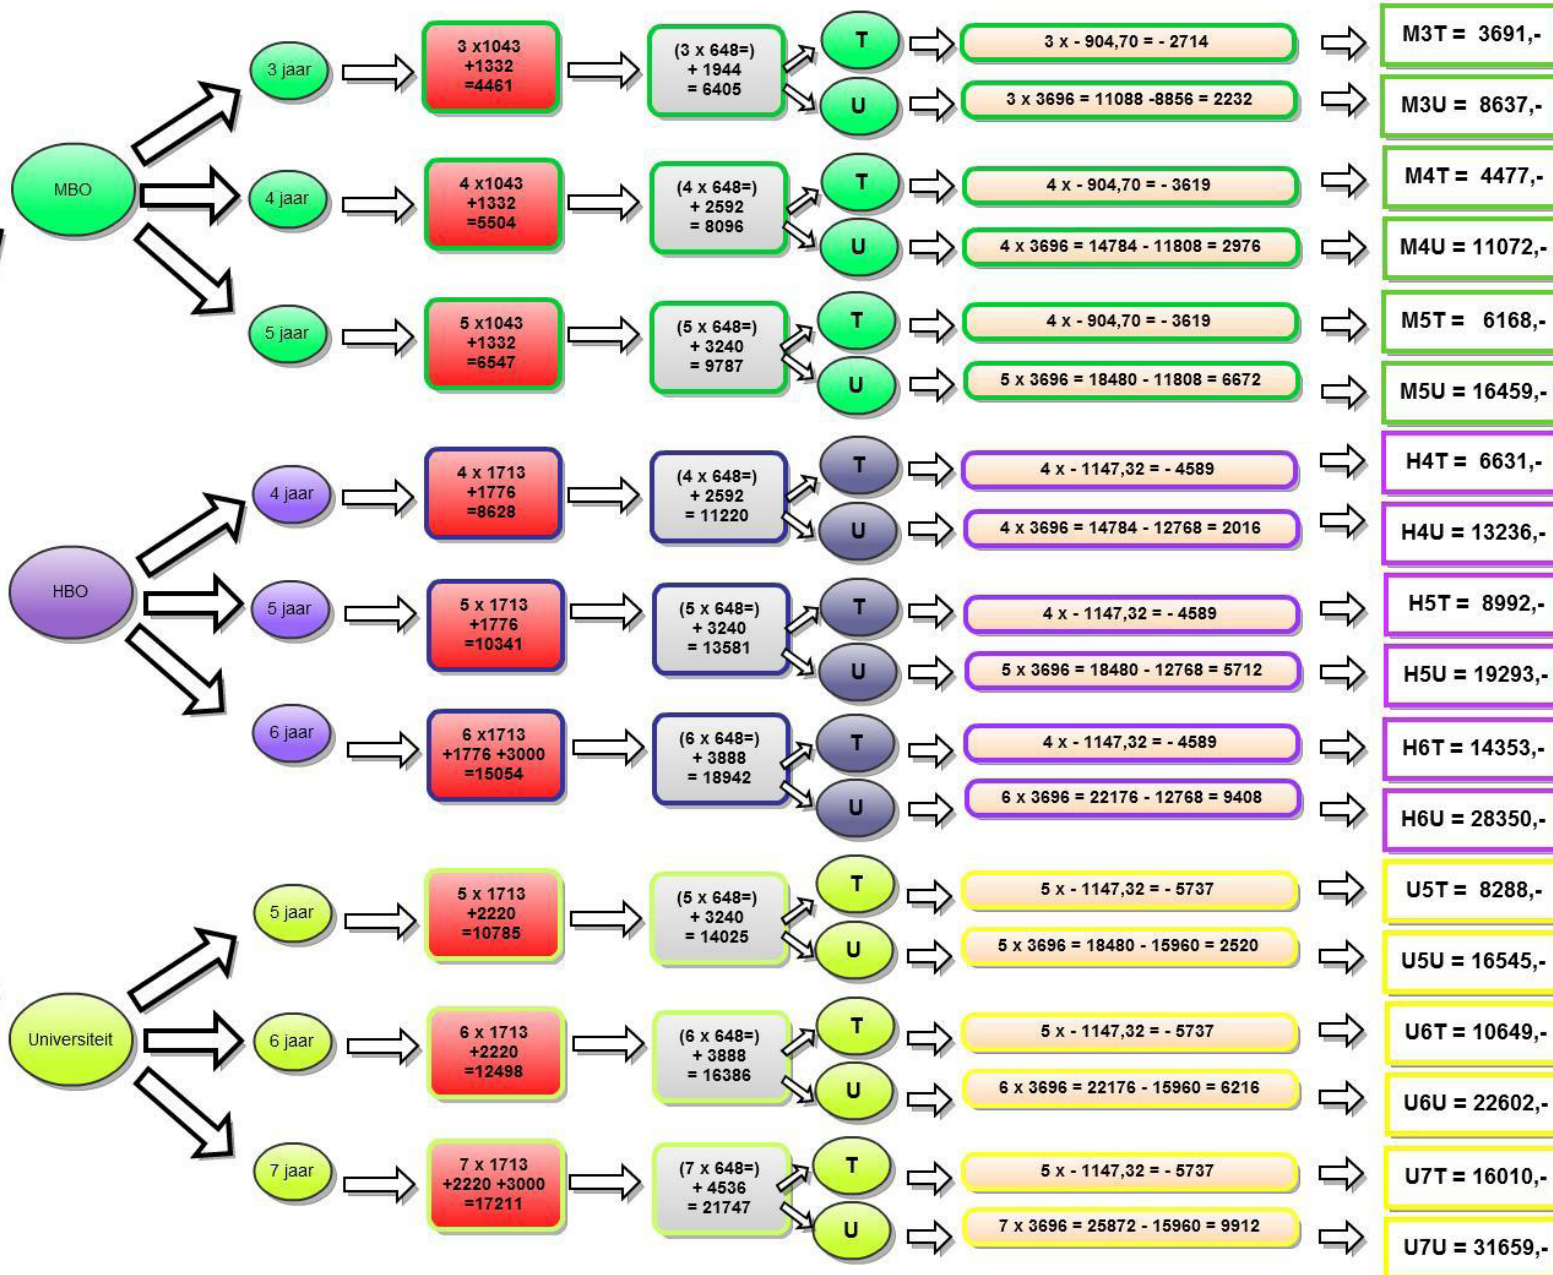 MBO
3 jaar
3 x1043
+1332
=4461
(3 x 648=)
+ 1944
= 6405
T
3 x - 904,70 = - 2714
M3T = 3691,-
U
3 x 3696 = 11088 -8856 = 2232
M3U = 8637,-
4 jaar
4 x1043
+1332
=5504
(4 x 648=)
+ 2592
= 8096
T
4 x - 904,70 = - 3619
M4T = 4477,-
U
4 x 3696 = 14784 - 11808 = 2976
M4U = 11072,-
5 jaar
5 x1043
+1332
=6547
(5 x 648=)
+ 3240
= 9787
T
4 x - 904,70 = - 3619
M5T = 6168,-
U
5 x 3696 = 18480 - 11808 = 6672
M5U = 16459,-
HBO
4 jaar
4 x 1713
+1776
=8628
(4 x 648=)
+ 2592
= 11220
T
4 x - 1147,32 = - 4589
H4T = 6631,-
U
4 x 3696 = 14784 - 12768 = 2016
H4U = 13236,-
5 jaar
5 x 1713
+1776
=10341
(5 x 648=)
+ 3240
= 13581
T
4 x - 1147,32 = - 4589
H5T = 8992,-
U
5 x 3696 = 18480 - 12768 = 5712
H5U = 19293,-
6 jaar
6 x1713
+1776 +3000
=15054
(6 x 648=)
+ 3888
= 18942
T
4 x - 1147,32 = - 4589
H6T = 14353,-
U
6 x 3696 = 22176 - 12768 = 9408
H6U = 28350,-
Universiteit
5 jaar
5 x 1713
+2220
=10785
(5 x 648=)
+ 3240
= 14025
T
5 x - 1147,32 = - 5737
U5T = 8288,-
U
5 x 3696 = 18480 - 15960 = 2520
U5U = 16545,-
6 jaar
6 x 1713
+2220
=12498
(6 x 648=)
+ 3888
= 16386
T
5 x - 1147,32 = - 5737
U6T = 10649,-
U
6 x 3696 = 22176 - 15960 = 6216
U6U = 22602,-
7 jaar
7 x 1713
+2220 +3000
=17211
(7 x 648=)
+ 4536
= 21747
T
5 x - 1147,32 = - 5737
U7T = 16010,-
U
7 x 3696 = 25872 - 15960 = 9912
U7U = 31659,-